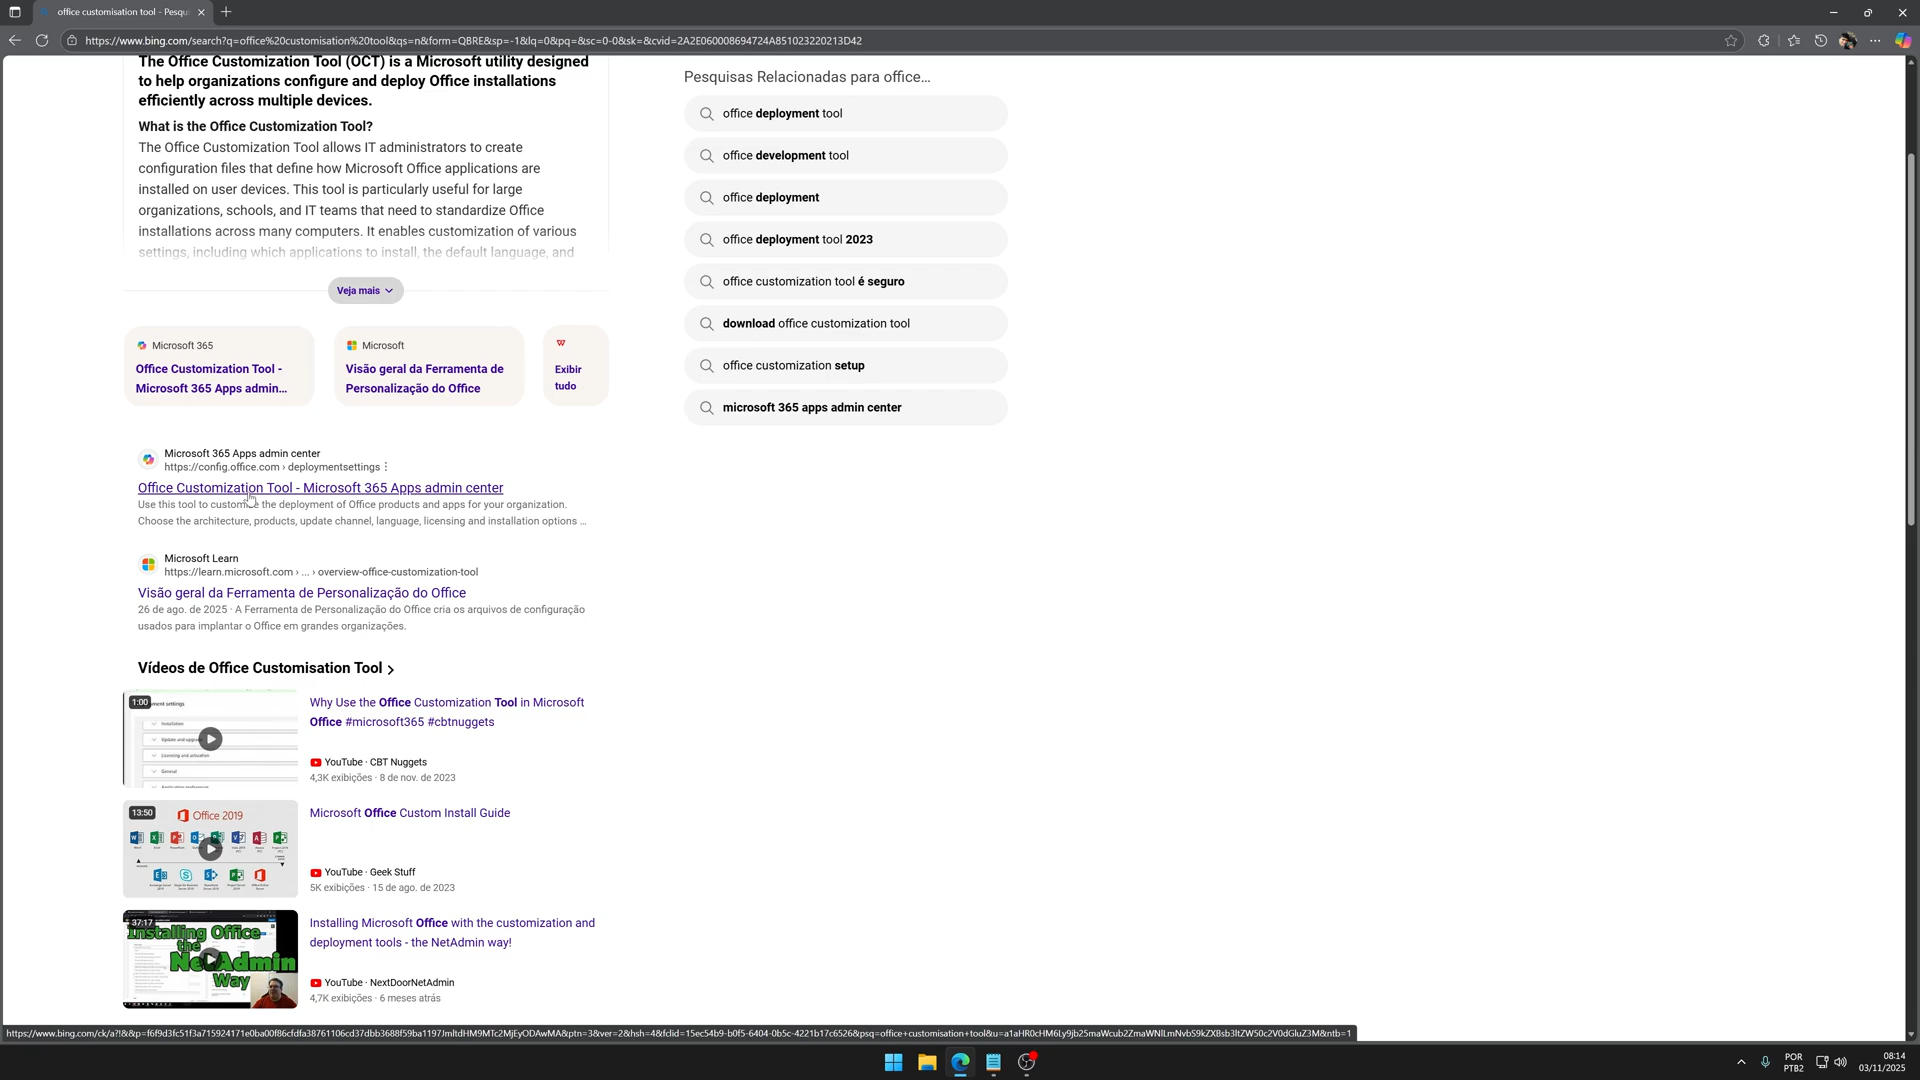 office customisation tool - Pesqu
https://www.bing.com/search?q=office%20customisation%20tool&qs=n&form=QBRE&sp=-1&lq=0&pq=&sc=0-0&sk=&cvid=2A2E060008694724A851023220213D42
The Office Customization Tool (OCT) is a Microsoft utility designed
to help organizations configure and deploy Office installations
efficiently across multiple devices.
What is the Office Customization Tool?
The Office Customization Tool allows IT administrators to create
configuration files that define how Microsoft Office applications are
installed on user devices. This tool is particularly useful for large
organizations, schools, and IT teams that need to standardize Office
installations across many computers. It enables customization of various
settings, including which applications to install, the default language, and
Veja mais
Microsoft 365
Office Customization Tool -
Microsoft 365 Apps admin...
Microsoft
Visão geral da Ferramenta de
Personalização do Office
Exibir
tudo
Microsoft 365 Apps admin center
https://config.office.com › deploymentsettings
Office Customization Tool - Microsoft 365 Apps admin center
Use this tool to customize the deployment of Office products and apps for your organization.
Choose the architecture, products, update channel, language, licensing and installation options ...
Microsoft Learn
https://learn.microsoft.com › ... › overview-office-customization-tool
Visão geral da Ferramenta de Personalização do Office
26 de ago. de 2025 · A Ferramenta de Personalização do Office cria os arquivos de configuração
usados para implantar o Office em grandes organizações.
Vídeos de Office Customisation Tool
1:00
ment settings
Installation
Licensing and activation
General
Why Use the Office Customization Tool in Microsoft
Office #microsoft365 #cbtnuggets
YouTube · CBT Nuggets
4,3K exibições · 8 de nov. de 2023
13:50
Office 2019
Microsoft Office Custom Install Guide
YouTube · Geek Stuff
5K exibições · 15 de ago. de 2023
37:17
Installing Office
the
NetAdmin
Way
Installing Microsoft Office with the customization and
deployment tools - the NetAdmin way!
YouTube · NextDoorNetAdmin
4,7K exibições · 6 meses atrás
Pesquisas Relacionadas para office...
office deployment tool
office development tool
office deployment
office deployment tool 2023
office customization tool é seguro
download office customization tool
office customization setup
microsoft 365 apps admin center
POR
PTB2
08:14
03/11/2025